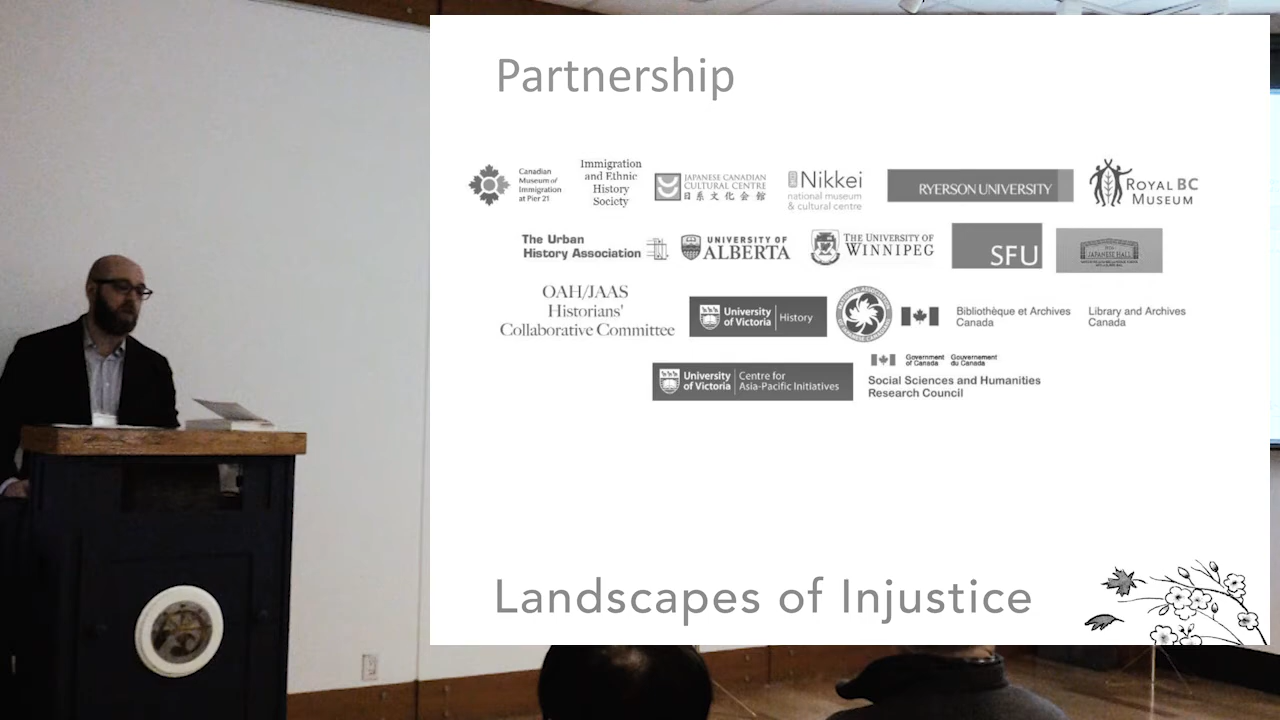 Partnership
Canadian
Museum of
Immigration
at Pier 21
Immigration
and Ethnic
History
Society
JAPANESE CANADIAN
CULTURAL CENTRE
日系文化会館
Nikkei
national museum
& cultural centre
RYERSON UNIVERSITY
ROYAL BC
MUSEUM
The Urban
History Association
UNIVERSITY OF
ALBERTA
THE UNIVERSITY OF
WINNIPEG
SFU
JAPANESE HALL
OAH/JAAS
Historians'
Collaborative Committee
University
of Victoria
History
Bibliothèque et Archives
Canada
Library and Archives
Canada
University
of Victoria
Centre for
Asia-Pacific Initiatives
Government
of Canada
Gouvernement
du Canada
Social Sciences and Humanities
Research Council
Landscapes of Injustice